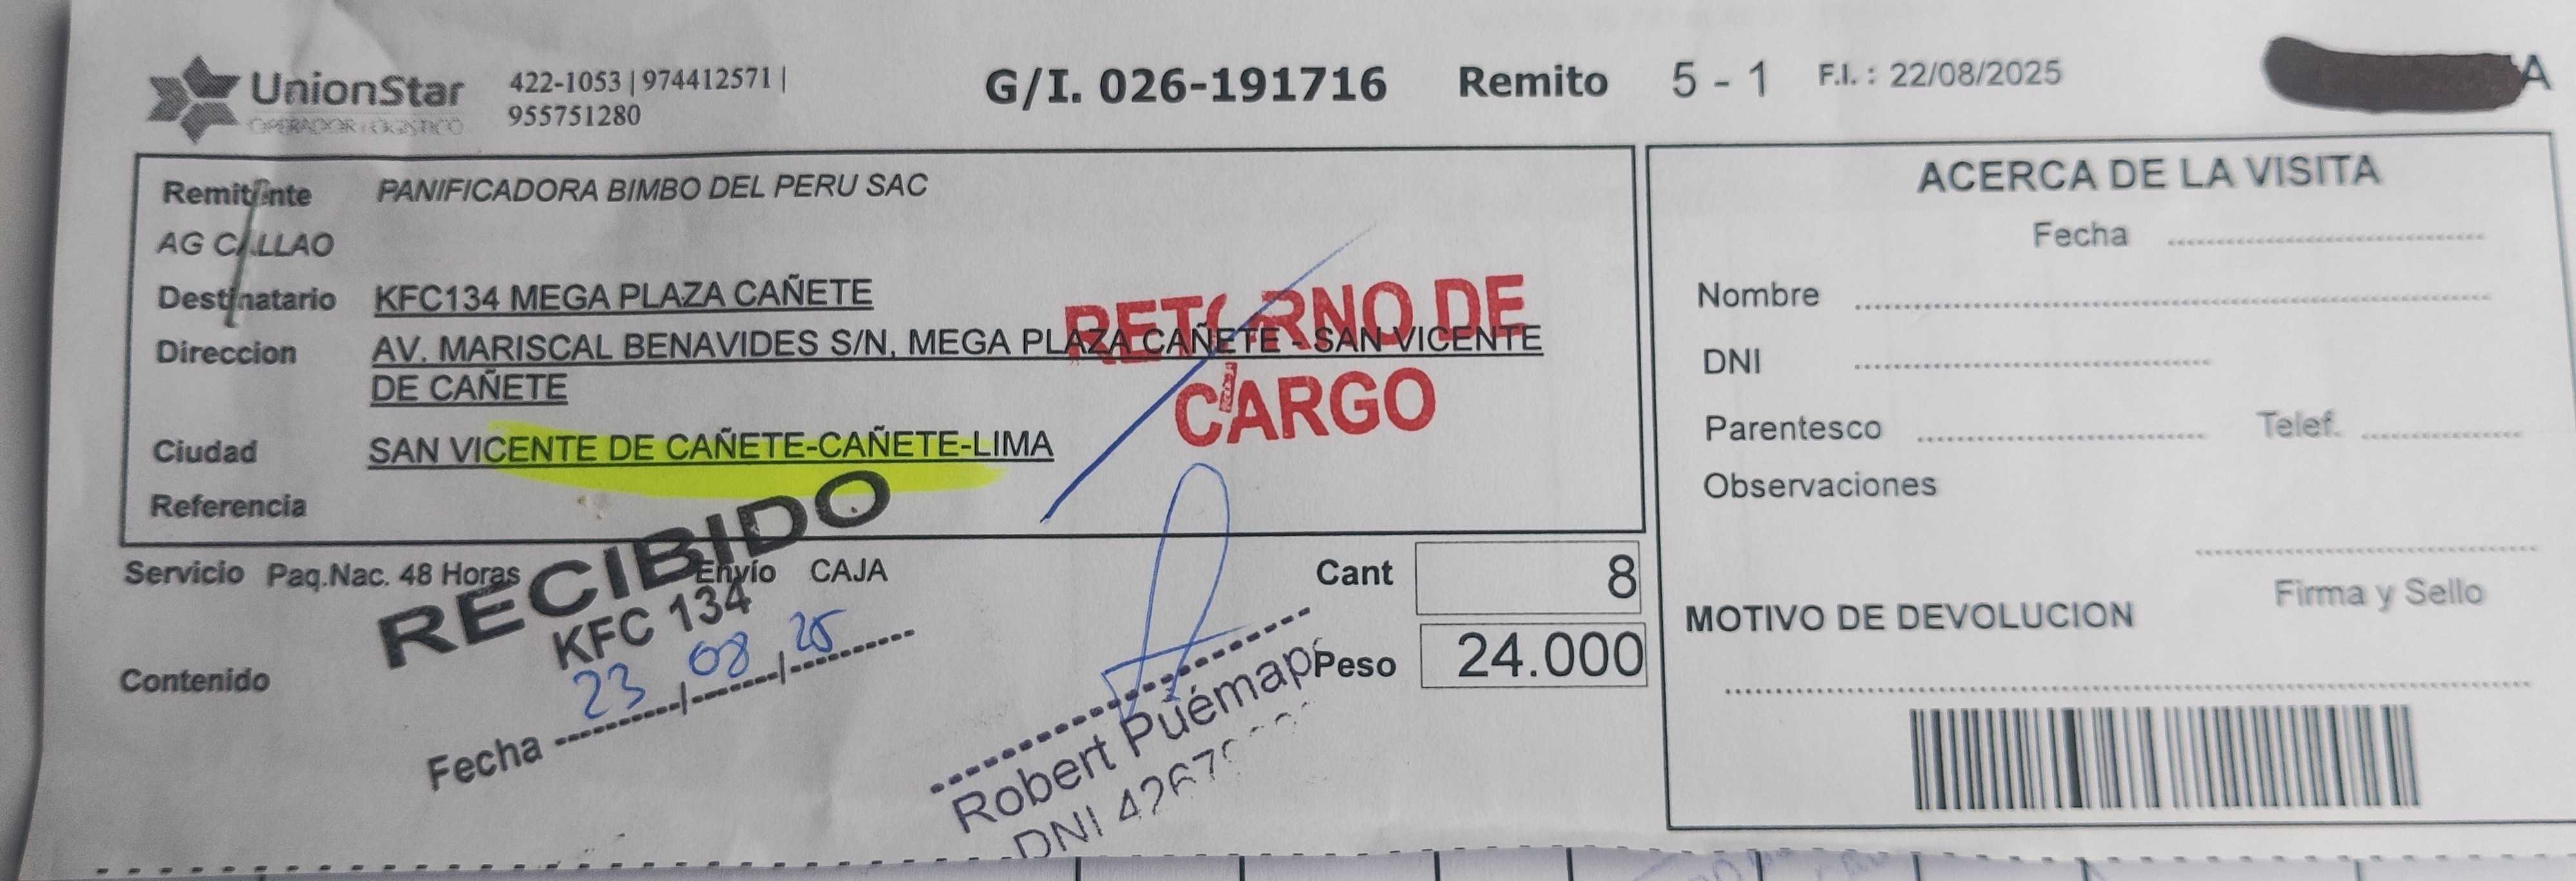 UnionStar
OPERADOR LOGISTICO
422-1053 | 974412571 |
955751280
G/I. 026-191716 Remito 5 - 1 F.I. : 22/08/2025
A
Remitente PANIFICADORA BIMBO DEL PERU SAC
AG CALLAO
Destinatario KFC134 MEGA PLAZA CAÑETE
Direccion AV. MARISCAL BENAVIDES S/N, MEGA PLAZA CAÑETE - SAN VICENTE
DE CAÑETE
Ciudad SAN VICENTE DE CAÑETE-CAÑETE-LIMA
Referencia
RETORNO DE
CARGO
Servicio Paq.Nac. 48 Horas Envío CAJA
Contenido
Cant 8
Peso 24.000
RECIBIDO
KFC 134
23 / 08 / 25
Fecha
Robert Puémape
DNI
ACERCA DE LA VISITA
Fecha
Nombre
DNI
Parentesco Telef.
Observaciones
Firma y Sello
MOTIVO DE DEVOLUCION